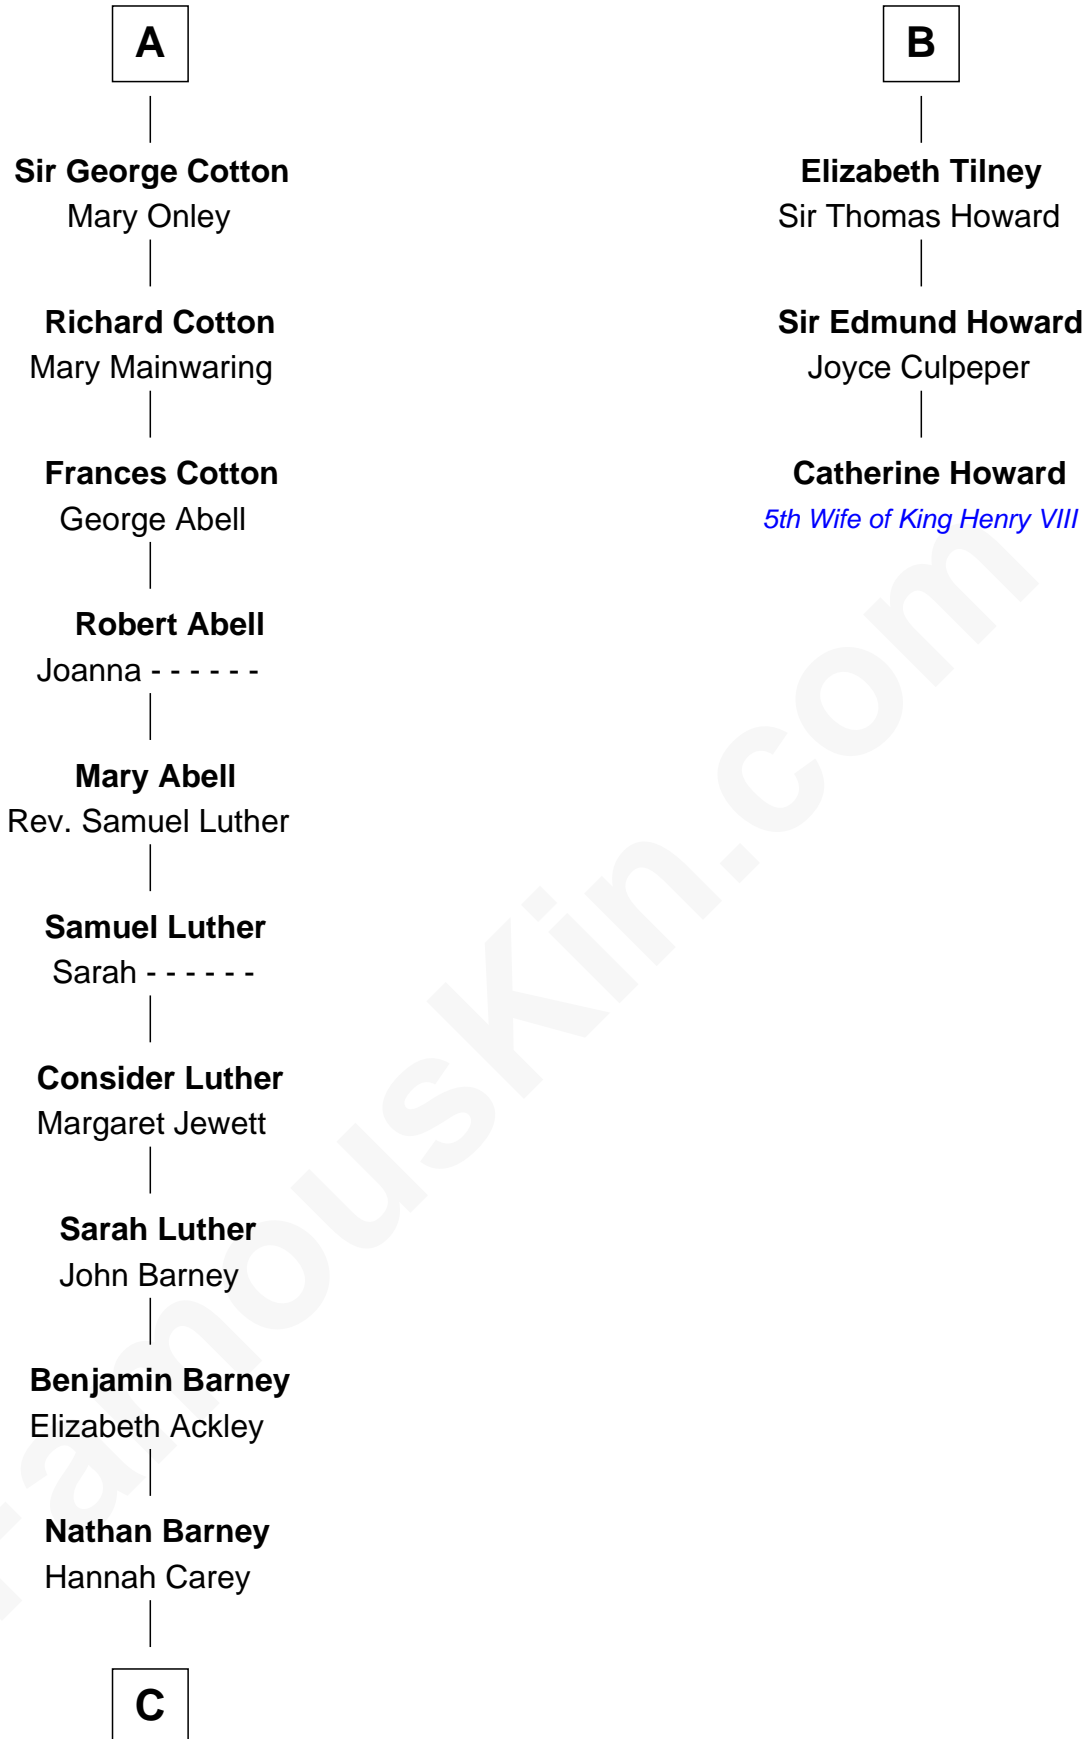 A
Sir George Cotton
Mary Onley
Richard Cotton
Mary Mainwaring
Frances Cotton
George Abell
Robert Abell
Joanna - - - - - -
Mary Abell
Rev. Samuel Luther
Samuel Luther
Sarah - - - - - -
Consider Luther
Margaret Jewett
Sarah Luther
John Barney
Benjamin Barney
Elizabeth Ackley
Nathan Barney
Hannah Carey
C
B
Elizabeth Tilney
Sir Thomas Howard
Sir Edmund Howard
Joyce Culpeper
Catherine Howard
5th Wife of King Henry VIII
FamousKin.com